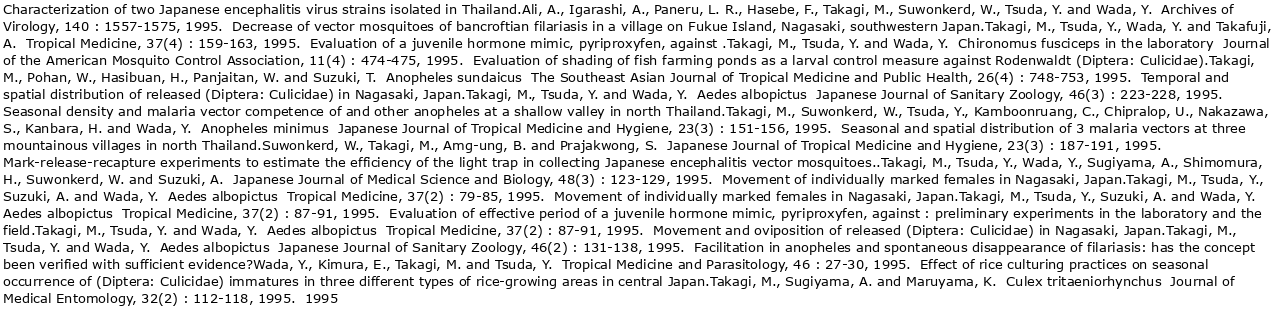 Characterization of two Japanese encephalitis virus strains isolated in Thailand.Ali, A., Igarashi, A., Paneru, L. R., Hasebe, F., Takagi, M., Suwonkerd, W., Tsuda, Y. and Wada, Y.  Archives of
Virology, 140 : 1557-1575, 1995.  Decrease of vector mosquitoes of bancroftian filariasis in a village on Fukue Island, Nagasaki, southwestern Japan.Takagi, M., Tsuda, Y., Wada, Y. and Takafuji,
A.  Tropical Medicine, 37(4) : 159-163, 1995.  Evaluation of a juvenile hormone mimic, pyriproxyfen, against .Takagi, M., Tsuda, Y. and Wada, Y.  Chironomus fusciceps in the laboratory  Journal
of the American Mosquito Control Association, 11(4) : 474-475, 1995.  Evaluation of shading of fish farming ponds as a larval control measure against Rodenwaldt (Diptera: Culicidae).Takagi,
M., Pohan, W., Hasibuan, H., Panjaitan, W. and Suzuki, T.  Anopheles sundaicus  The Southeast Asian Journal of Tropical Medicine and Public Health, 26(4) : 748-753, 1995.  Temporal and
spatial distribution of released (Diptera: Culicidae) in Nagasaki, Japan.Takagi, M., Tsuda, Y. and Wada, Y.  Aedes albopictus  Japanese Journal of Sanitary Zoology, 46(3) : 223-228, 1995.
Seasonal density and malaria vector competence of and other anopheles at a shallow valley in north Thailand.Takagi, M., Suwonkerd, W., Tsuda, Y., Kamboonruang, C., Chipralop, U., Nakazawa,
S., Kanbara, H. and Wada, Y.  Anopheles minimus  Japanese Journal of Tropical Medicine and Hygiene, 23(3) : 151-156, 1995.  Seasonal and spatial distribution of 3 malaria vectors at three
mountainous villages in north Thailand.Suwonkerd, W., Takagi, M., Amg-ung, B. and Prajakwong, S.  Japanese Journal of Tropical Medicine and Hygiene, 23(3) : 187-191, 1995.
Mark-release-recapture experiments to estimate the efficiency of the light trap in collecting Japanese encephalitis vector mosquitoes..Takagi, M., Tsuda, Y., Wada, Y., Sugiyama, A., Shimomura,
H., Suwonkerd, W. and Suzuki, A.  Japanese Journal of Medical Science and Biology, 48(3) : 123-129, 1995.  Movement of individually marked females in Nagasaki, Japan.Takagi, M., Tsuda, Y.,
Suzuki, A. and Wada, Y.  Aedes albopictus  Tropical Medicine, 37(2) : 79-85, 1995.  Movement of individually marked females in Nagasaki, Japan.Takagi, M., Tsuda, Y., Suzuki, A. and Wada, Y.
Aedes albopictus  Tropical Medicine, 37(2) : 87-91, 1995.  Evaluation of effective period of a juvenile hormone mimic, pyriproxyfen, against : preliminary experiments in the laboratory and the
field.Takagi, M., Tsuda, Y. and Wada, Y.  Aedes albopictus  Tropical Medicine, 37(2) : 87-91, 1995.  Movement and oviposition of released (Diptera: Culicidae) in Nagasaki, Japan.Takagi, M.,
Tsuda, Y. and Wada, Y.  Aedes albopictus  Japanese Journal of Sanitary Zoology, 46(2) : 131-138, 1995.  Facilitation in anopheles and spontaneous disappearance of filariasis: has the concept
been verified with sufficient evidence?Wada, Y., Kimura, E., Takagi, M. and Tsuda, Y.  Tropical Medicine and Parasitology, 46 : 27-30, 1995.  Effect of rice culturing practices on seasonal
occurrence of (Diptera: Culicidae) immatures in three different types of rice-growing areas in central Japan.Takagi, M., Sugiyama, A. and Maruyama, K.  Culex tritaeniorhynchus  Journal of
Medical Entomology, 32(2) : 112-118, 1995.  1995